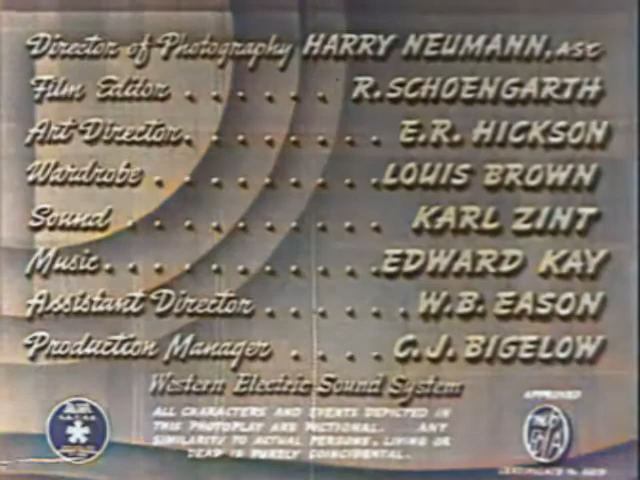 Director of Photography HARRY NEUMANN, ASC
Film Editor . . . . . . R. SCHOENGARTH
Art Director. . . . . . . . E.R. HICKSON
Wardrobe . . . . . . . . .LOUIS BROWN
Sound . . . . . . . . . . KARL ZINT
Music. . . . . . . . . . .EDWARD KAY
Assistant Director . . . . . . W.B. EASON
Production Manager . . . . C.J. BIGELOW
Western Electric Sound System
ALL CHARACTERS AND EVENTS DEPICTED IN
THIS PHOTOPLAY ARE FICTIONAL. ANY
SIMILARITY TO ACTUAL PERSONS, LIVING OR
DEAD IS PURELY COINCIDENTAL.
APPROVED